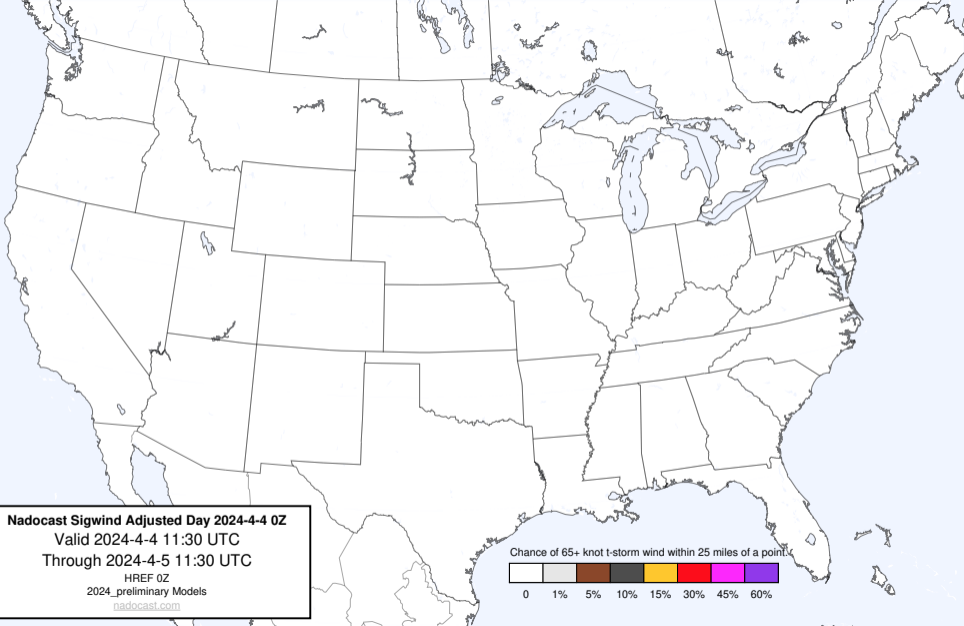 Nadocast Sigwind Adjusted Day 2024-4-4 0Z
Valid 2024-4-4 11:30 UTC
Through 2024-4-5 11:30 UTC
HREF 0Z
2024_preliminary Models
nadocast.com
Chance of 65+ knot t-storm wind within 25 miles of a point.
0 1% 5% 10% 15% 30% 45% 60%